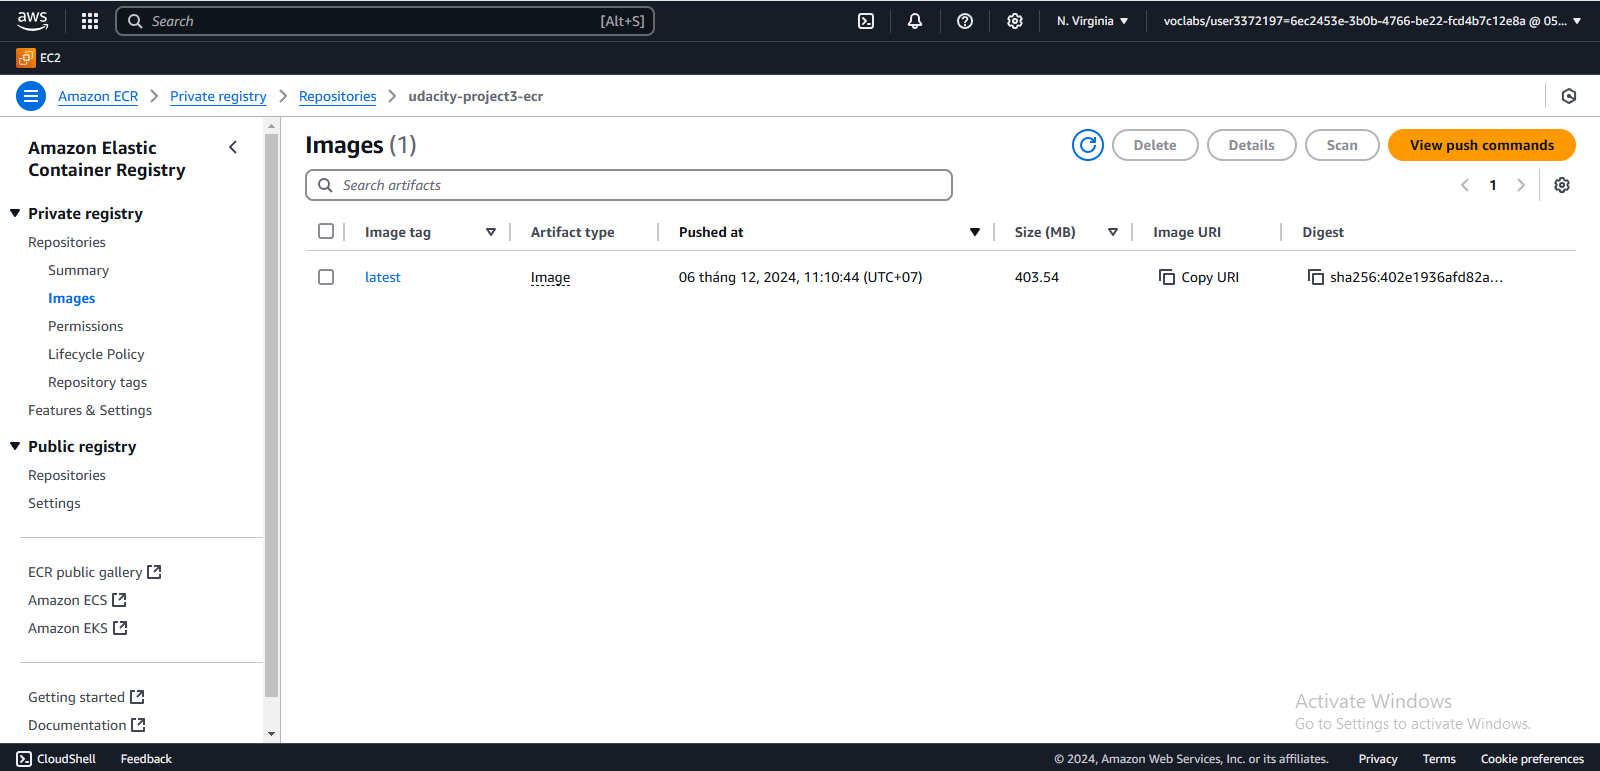 aws Search [Alt+S] N. Virginia voclabs/user3372197=6ec2453e-3b0b-4766-be22-fcd4b7c12e8a @ 05...
EC2
Amazon ECR Private registry Repositories udacity-project3-ecr
Amazon Elastic
Container Registry
Private registry
Repositories
Summary
Images
Permissions
Lifecycle Policy
Repository tags
Features & Settings
Public registry
Repositories
Settings
ECR public gallery
Amazon ECS
Amazon EKS
Getting started
Documentation
Images (1) Delete Details Scan View push commands
Search artifacts 1
Image tag Artifact type Pushed at Size (MB) Image URI Digest
latest Image 06 tháng 12, 2024, 11:10:44 (UTC+07) 403.54 Copy URI sha256:402e1936afd82a...
Activate Windows
Go to Settings to activate Windows.
CloudShell Feedback © 2024, Amazon Web Services, Inc. or its affiliates. Privacy Terms Cookie preferences